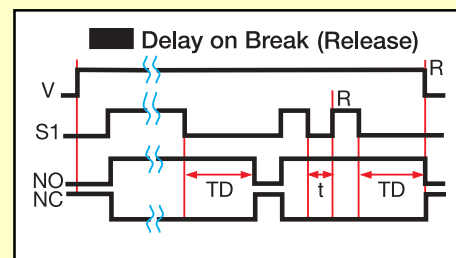 Delay on Break (Release)
V R
S1 R
NO
NC
TD t TD